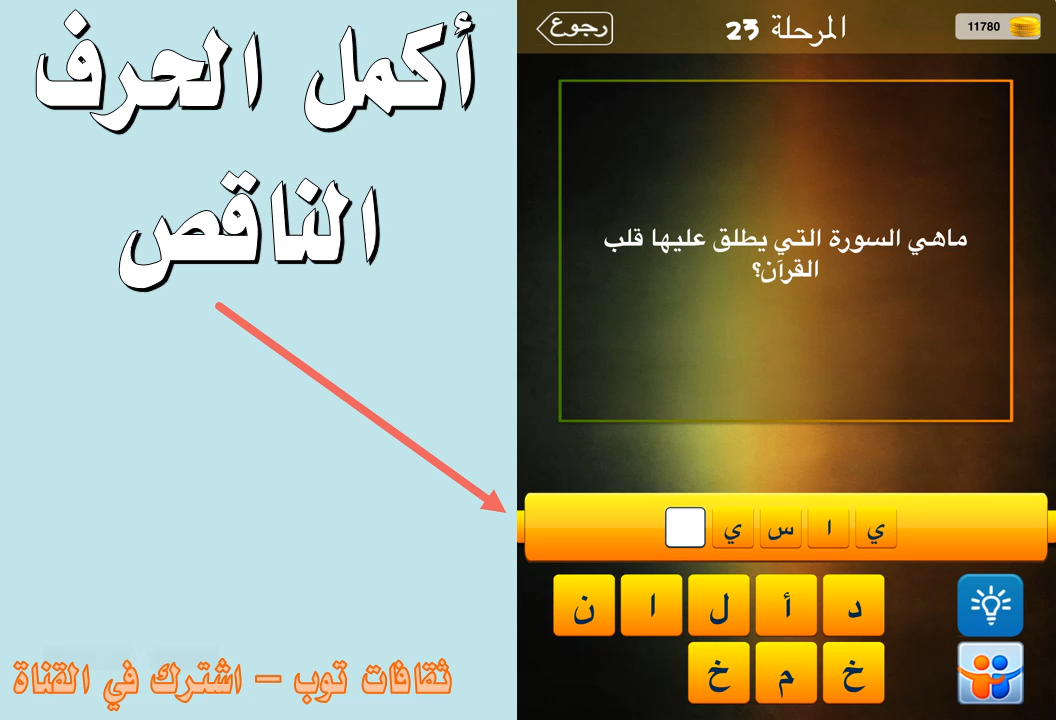 أكمل الحرف
الناقص
ثقافات توب – اشترك في القناة
رجوع
المرحلة 23
11780
ماهي السورة التي يطلق عليها قلب
القرآن؟
ي ا س ي
د أ ل ا ن
خ م خ